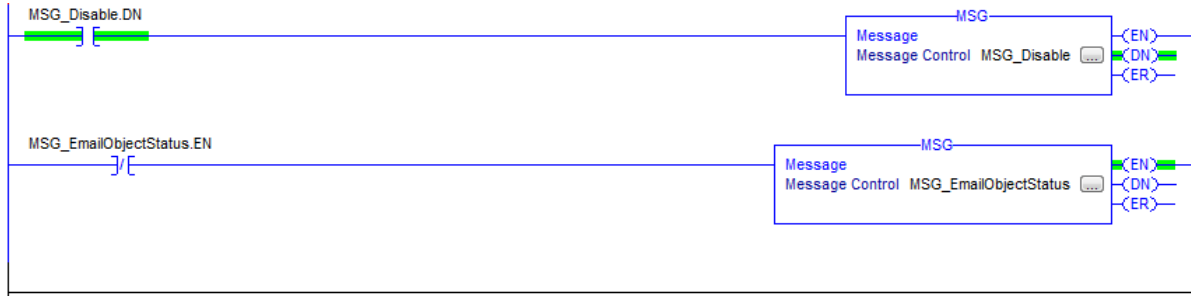 MSG_Disable.DN
MSG
Message
Message Control MSG_Disable ...
EN
DN
ER
MSG_EmailObjectStatus.EN
MSG
Message
Message Control MSG_EmailObjectStatus ...
EN
DN
ER